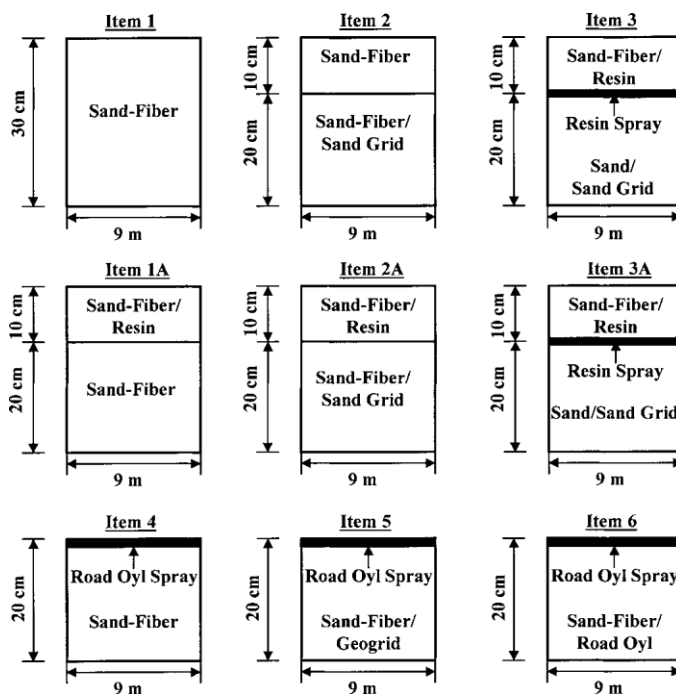 Item 1
30 cm
Sand-Fiber
9 m
Item 2
10 cm
20 cm
Sand-Fiber
Sand-Fiber/
Sand Grid
9 m
Item 3
10 cm
20 cm
Sand-Fiber/
Resin
Resin Spray
Sand/
Sand Grid
9 m
Item 1A
10 cm
20 cm
Sand-Fiber/
Resin
Sand-Fiber
9 m
Item 2A
10 cm
20 cm
Sand-Fiber/
Resin
Sand-Fiber/
Sand Grid
9 m
Item 3A
10 cm
20 cm
Sand-Fiber/
Resin
Resin Spray
Sand/Sand Grid
9 m
Item 4
20 cm
Road Oyl Spray
Sand-Fiber
9 m
Item 5
20 cm
Road Oyl Spray
Sand-Fiber/
Geogrid
9 m
Item 6
20 cm
Road Oyl Spray
Sand-Fiber/
Road Oyl
9 m